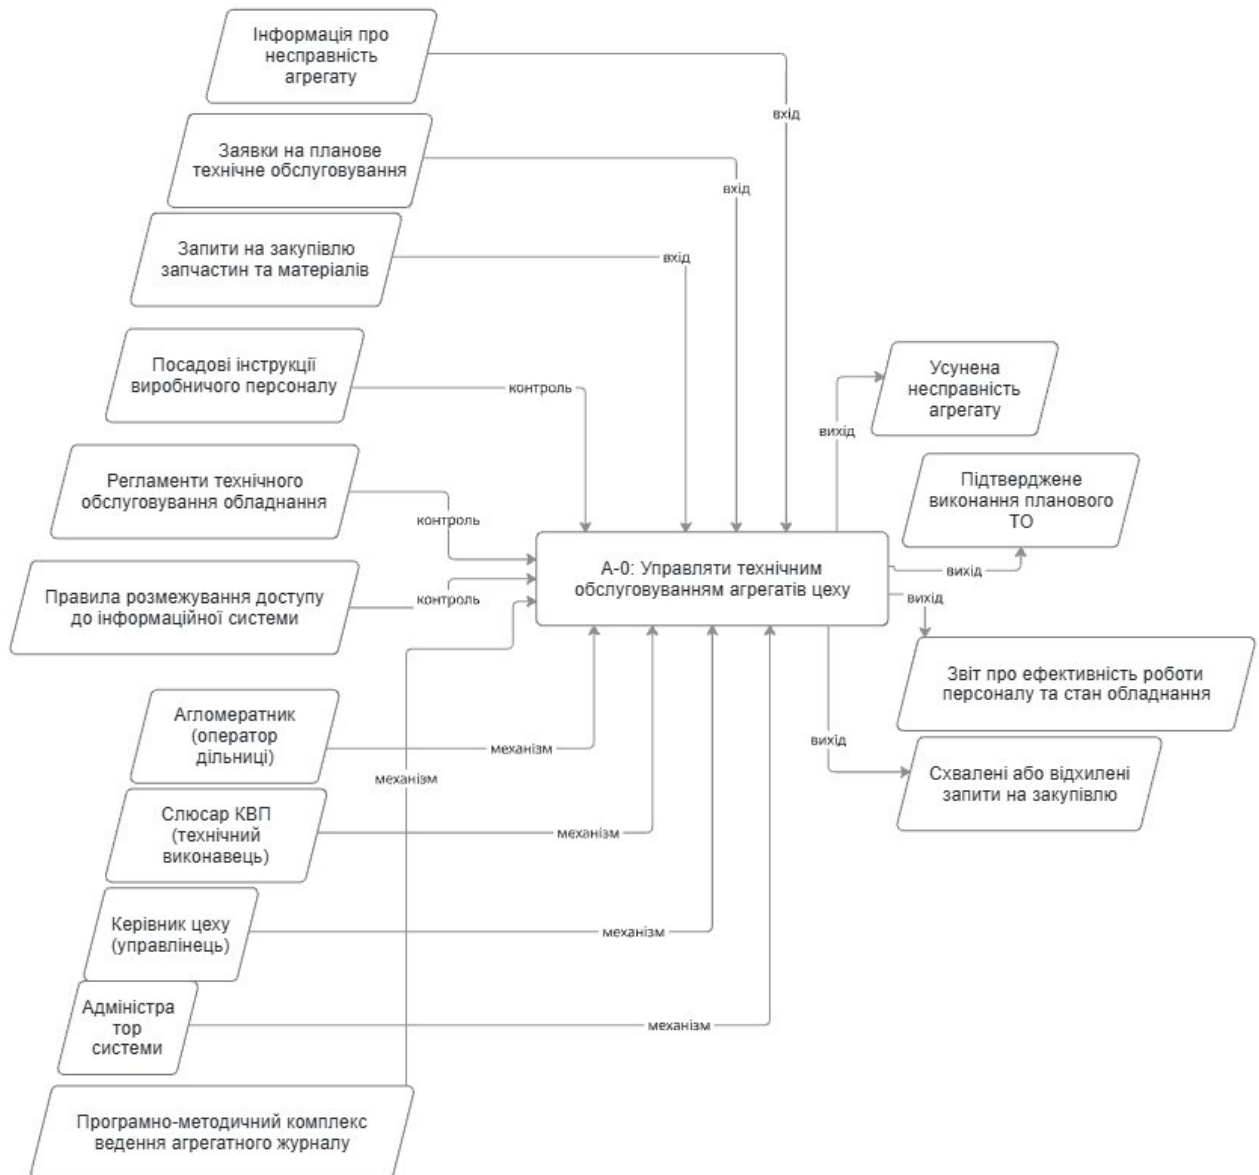 Інформація про
несправність
агрегату
вхід
Заявки на планове
технічне обслуговування
вхід
Запити на закупівлю
запчастин та матеріалів
вхід
Посадові інструкції
виробничого персоналу
контроль
Усунена
несправність
агрегату
вихід
Регламенти технічного
обслуговування обладнання
контроль
Підтверджене
виконання планового
ТО
вихід
А-0: Управляти технічним
обслуговуванням агрегатів цеху
Правила розмежування доступу
до інформаційної системи
контроль
вихід
Звіт про ефективність роботи
персоналу та стан обладнання
Агломератник
(оператор
дільниці)
механізм
вихід
Схвалені або відхилені
запити на закупівлю
механізм
Слюсар КВП
(технічний
виконавець)
механізм
Керівник цеху
(управлінець)
механізм
Адміністра
тор
системи
механізм
Програмно-методичний комплекс
ведення агрегатного журналу